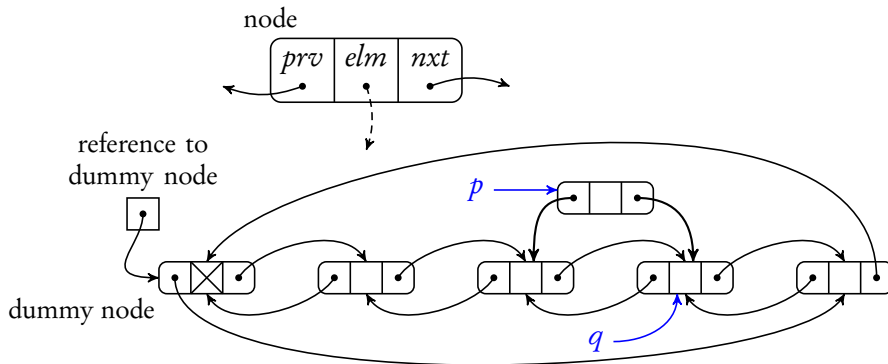 node
prv elm nxt
reference to
dummy node
p
dummy node
q